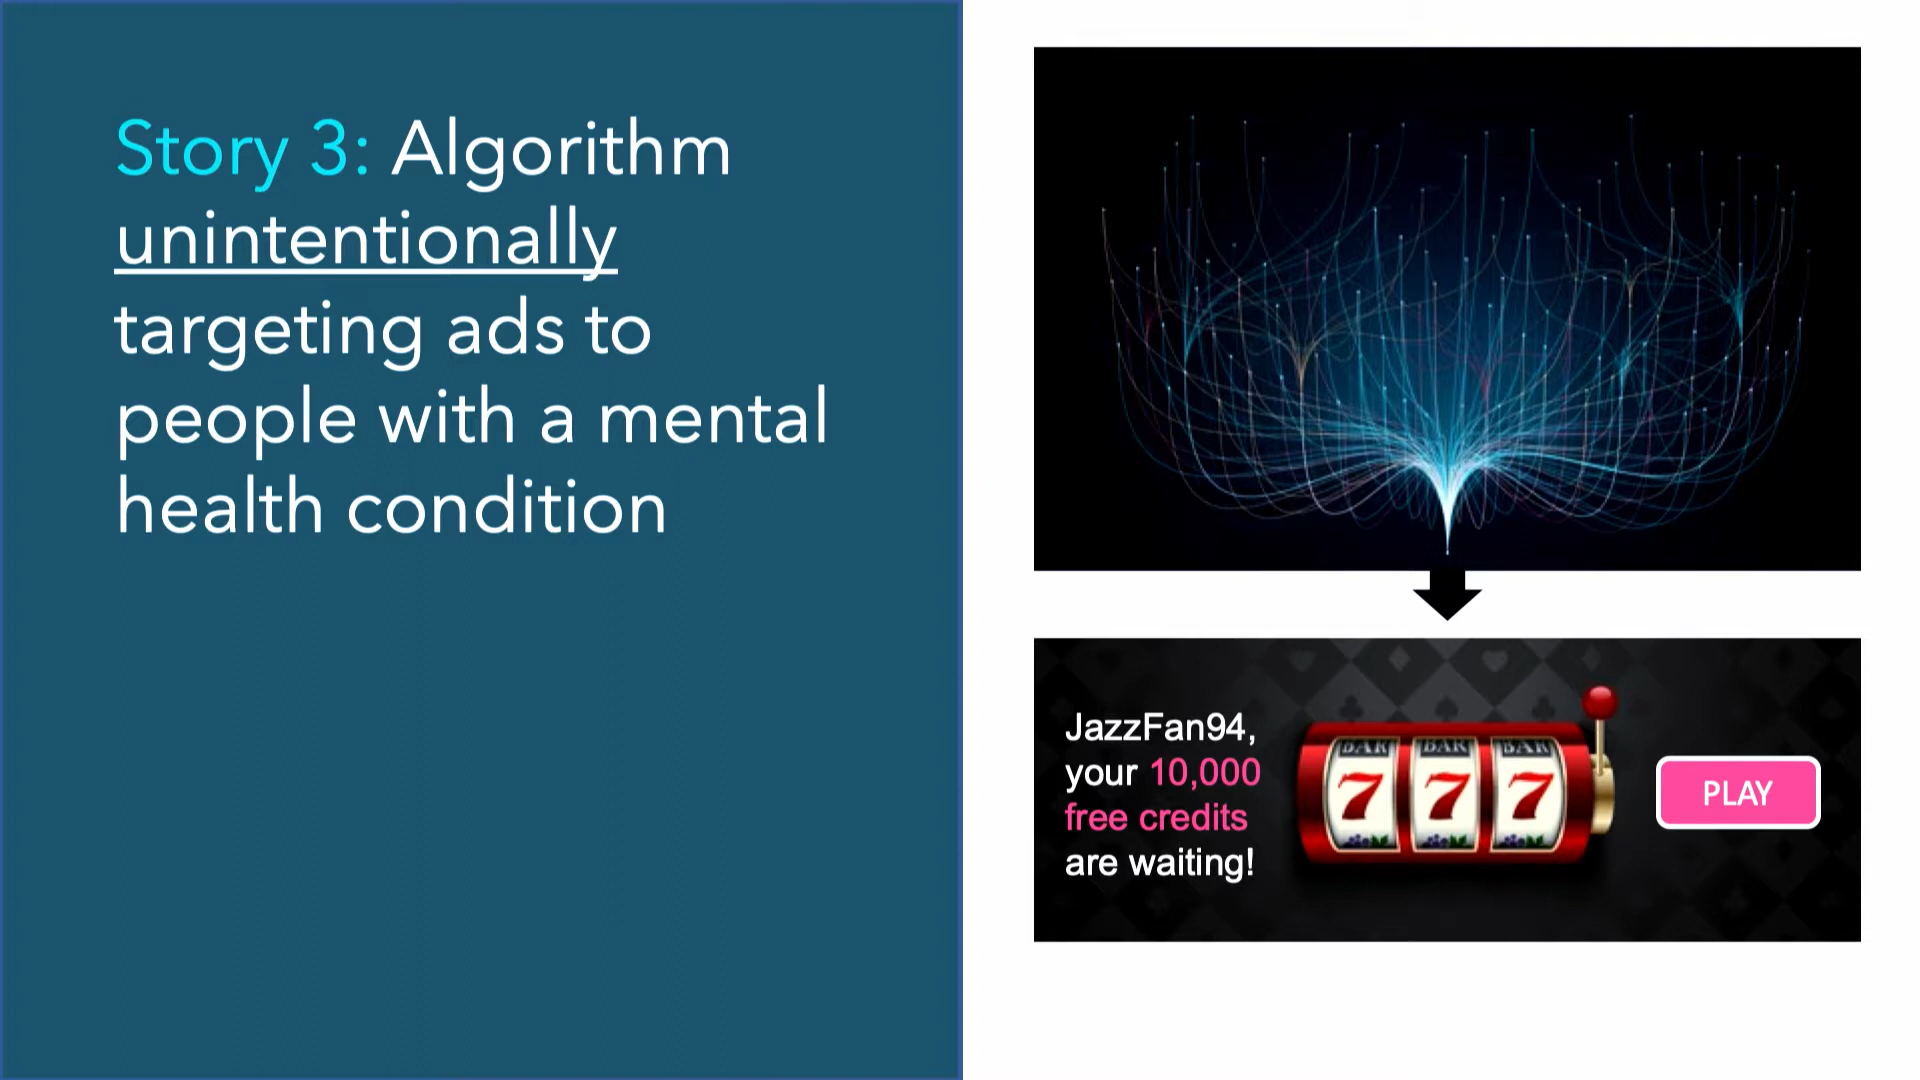 Story 3: Algorithm
unintentionally
targeting ads to
people with a mental
health condition
JazzFan94,
your 10,000
free credits
are waiting!
BAR BAR BAR
7 7 7
PLAY